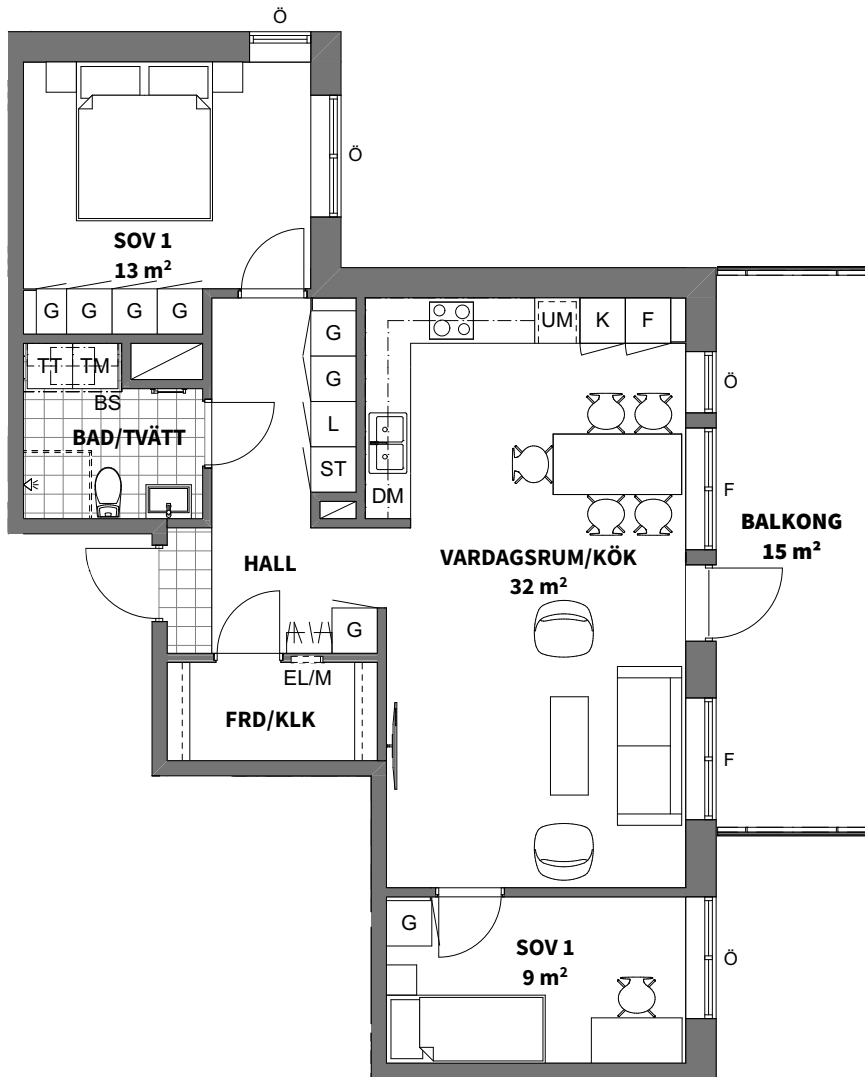 Ö
Ö
SOV 1
13 m²
G G G G
G
G
L
ST
TT TM
BS
BAD/TVÄTT
UM K F
DM
Ö
F
BALKONG
15 m²
HALL
VARDAGSRUM/KÖK
32 m²
G
EL/M
FRD/KLK
F
G
SOV 1
9 m²
Ö